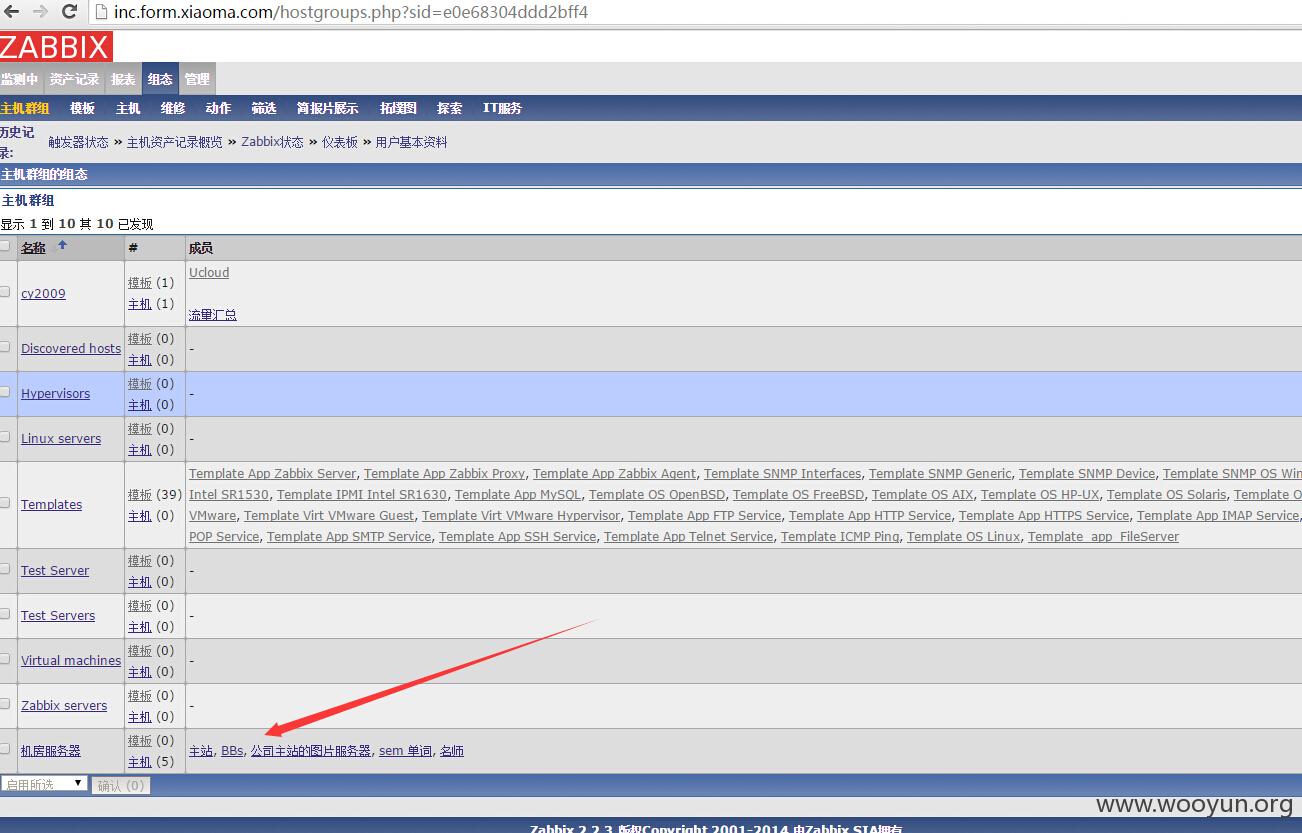 inc.form.xiaoma.com/hostgroups.php?sid=e0e68304ddd2bff4
ZABBIX
监测中 资产记录 报表 组态 管理
主机群组 模板 主机 维修 动作 筛选 简报片展示 拓墣图 探索 IT服务
历史记录: 触发器状态 » 主机资产记录概览 » Zabbix状态 » 仪表板 » 用户基本资料
主机群组的组态
主机群组
显示 1 到 10 其 10 已发现
名称 # 成员
cy2009 模板 (1) Ucloud
主机 (1) 流量汇总
Discovered hosts 模板 (0) -
主机 (0)
Hypervisors 模板 (0) -
主机 (0)
Linux servers 模板 (0) -
主机 (0)
Template App Zabbix Server, Template App Zabbix Proxy, Template App Zabbix Agent, Template SNMP Interfaces, Template SNMP Generic, Template SNMP Device, Template SNMP OS Win
Templates 模板 (39) Intel SR1530, Template IPMI Intel SR1630, Template App MySQL, Template OS OpenBSD, Template OS FreeBSD, Template OS AIX, Template OS HP-UX, Template OS Solaris, Template O
主机 (0) VMware, Template Virt VMware Guest, Template Virt VMware Hypervisor, Template App FTP Service, Template App HTTP Service, Template App HTTPS Service, Template App IMAP Service,
POP Service, Template App SMTP Service, Template App SSH Service, Template App Telnet Service, Template ICMP Ping, Template OS Linux, Template_app_FileServer
Test Server 模板 (0) -
主机 (0)
Test Servers 模板 (0) -
主机 (0)
Virtual machines 模板 (0) -
主机 (0)
Zabbix servers 模板 (0) -
主机 (0)
机房服务器 模板 (0) 主站, BBs, 公司主站的图片服务器, sem 单词, 名师
主机 (5)
启用所选 确认 (0)
www.wooyun.org
Zabbix 2.2.3 版权Copyright 2001-2014 由Zabbix SIA拥有